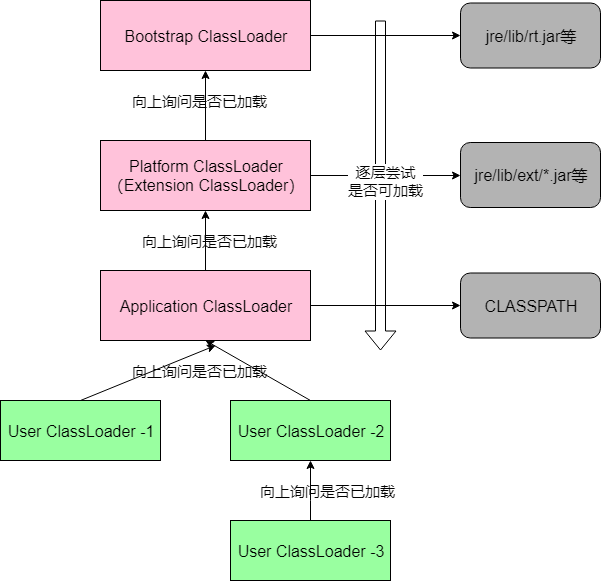 Bootstrap ClassLoader
jre/lib/rt.jar等
向上询问是否已加载
Platform ClassLoader
（Extension ClassLoader）
逐层尝试
是否可加载
jre/lib/ext/*.jar等
向上询问是否已加载
Application ClassLoader
CLASSPATH
向上询问是否已加载
User ClassLoader -1
User ClassLoader -2
向上询问是否已加载
User ClassLoader -3